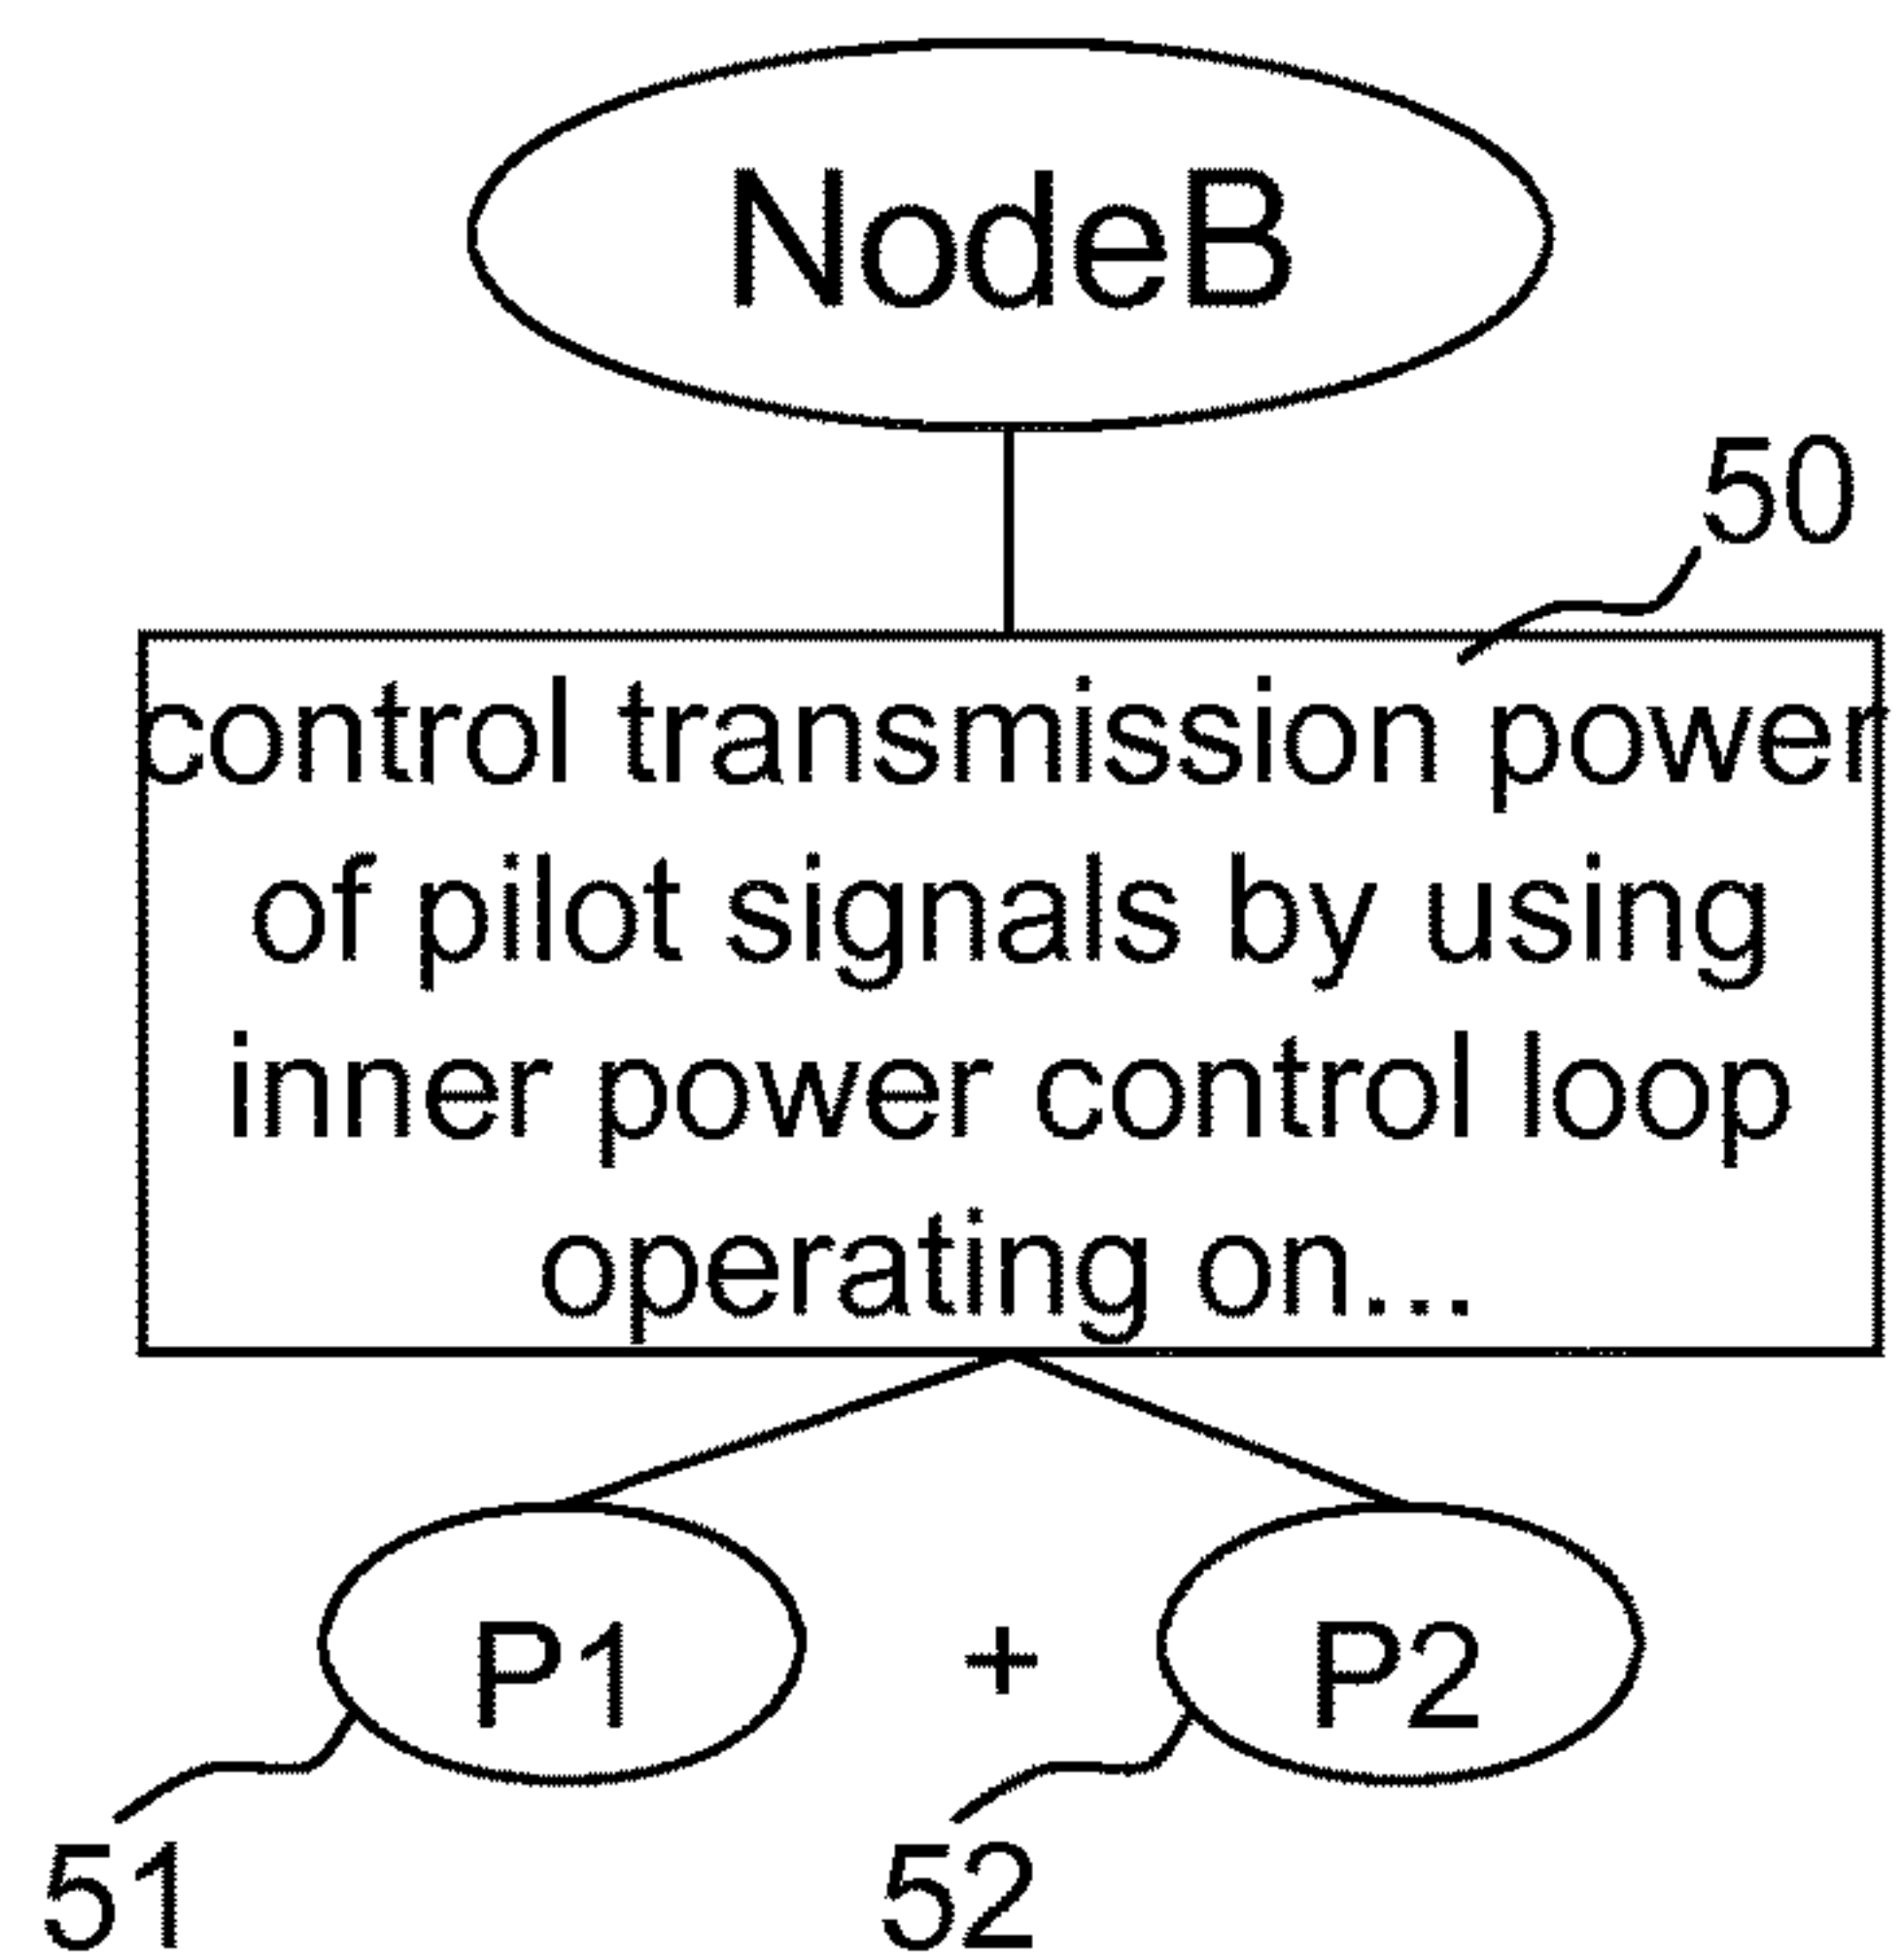 NodeB
50
control transmission power
of pilot signals by using
inner power control loop
operating on...
P1 + P2
51 52